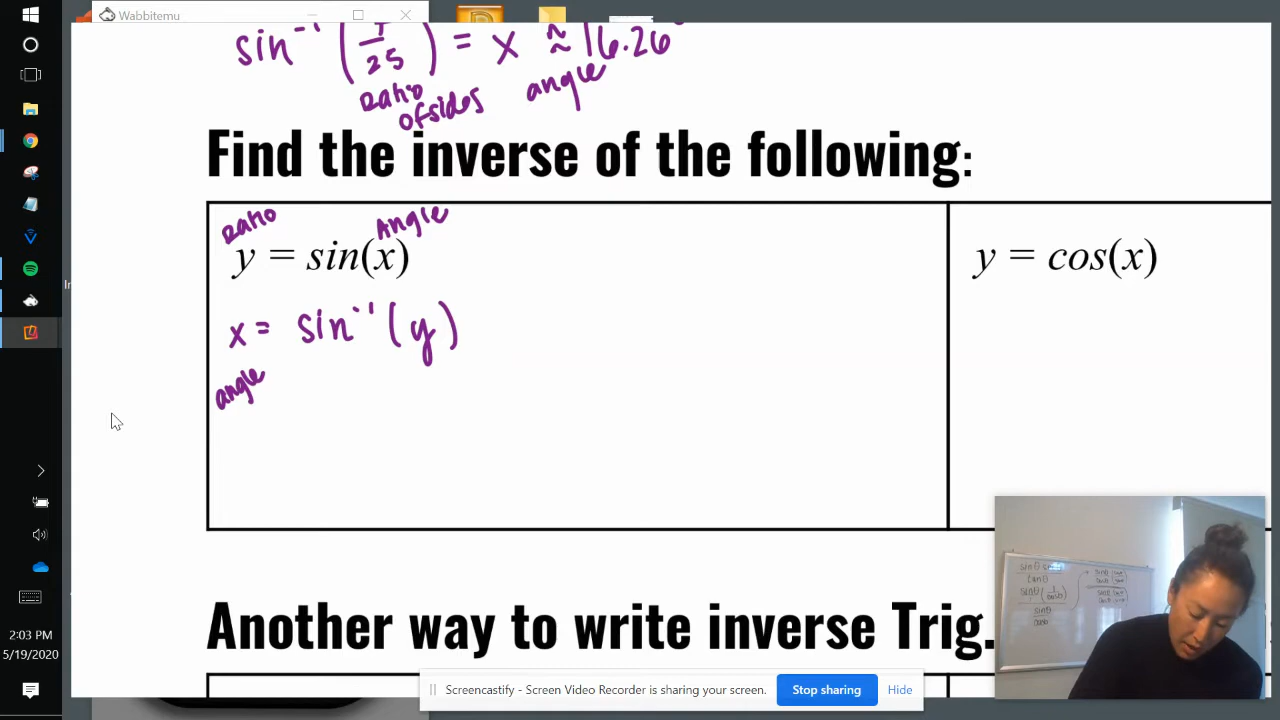 Wabbitemu
sin⁻¹ (7/25) = x ≈ 16.26°
Ratio of sides
angle
Find the inverse of the following:
Ratio Angle
y = sin(x)
y = cos(x)
x = sin⁻¹ (y)
angle
Another way to write inverse Trig.
2:03 PM
5/19/2020
Screencastify - Screen Video Recorder is sharing your screen.
Stop sharing
Hide